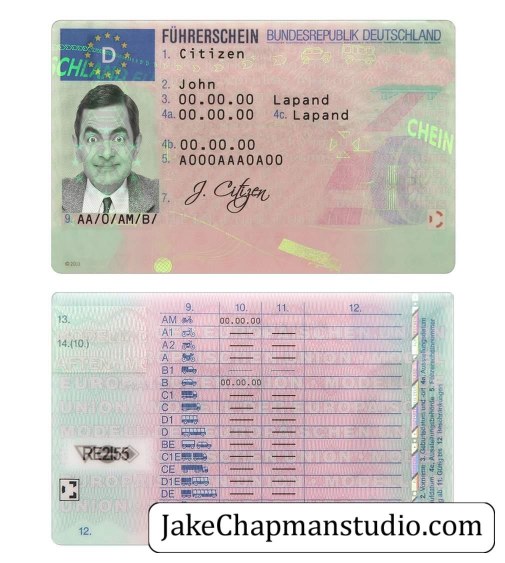 FÜHRERSCHEIN BUNDESREPUBLIK DEUTSCHLAND
D
1. Citizen
2. John
3. 00.00.00 Lapand
4a. 00.00.00 4c. Lapand
4b. 00.00.00
5. A000AAA0A00
CHEIN
J. Citizen
7.
9. AA/O/AM/B/
9. 10. 11. 12.
13.
AM 00.00.00
A1
14.(10.)
A2
A
B1
B 00.00.00
C1
C
D1
D
BE
RE2155
C1E
CE
D1E
DE
12.
JakeChapmanstudio.com